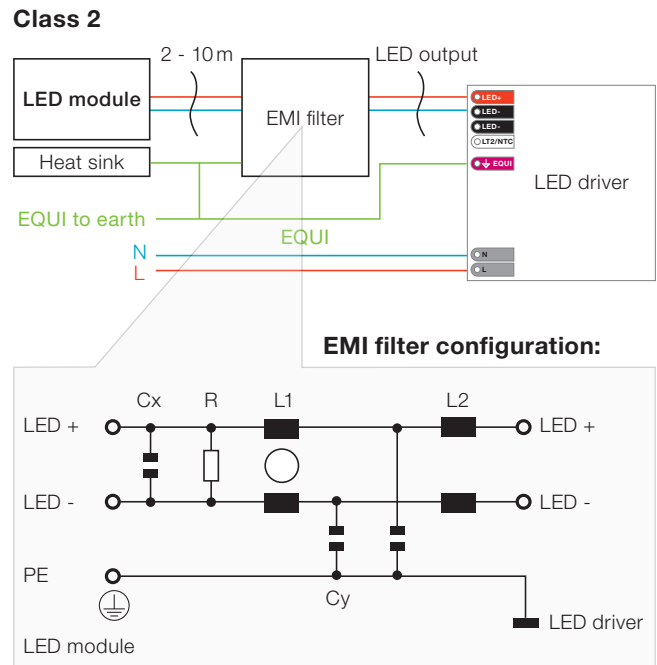 Class 2
2 - 10 m
LED output
LED module
EMI filter
LED+
LED-
LED-
LT2/NTC
EQUI
LED driver
Heat sink
EQUI to earth
EQUI
N
L
N
L
EMI filter configuration:
Cx R L1 L2
LED + LED +
LED - LED -
PE
Cy
LED driver
LED module